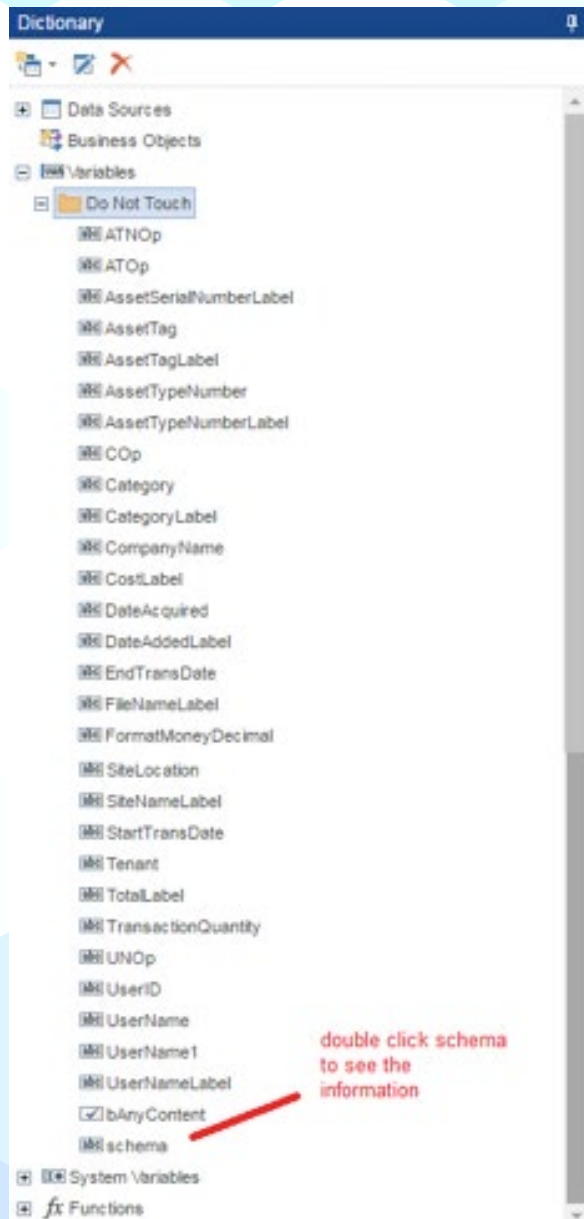 Dictionary
Data Sources
Business Objects
Variables
Do Not Touch
ATNOp
ATOp
AssetSerialNumberLabel
AssetTag
AssetTagLabel
AssetTypeNumber
AssetTypeNumberLabel
COp
Category
CategoryLabel
CompanyName
CostLabel
DateAcquired
DateAddedLabel
EndTransDate
FileNameLabel
FormatMoneyDecimal
SiteLocation
SiteNameLabel
StartTransDate
Tenant
TotalLabel
TransactionQuantity
UNOp
UserID
UserName
UserName1
UserNameLabel
bAnyContent
schema
double click schema
to see the
information
System Variables
fx Functions